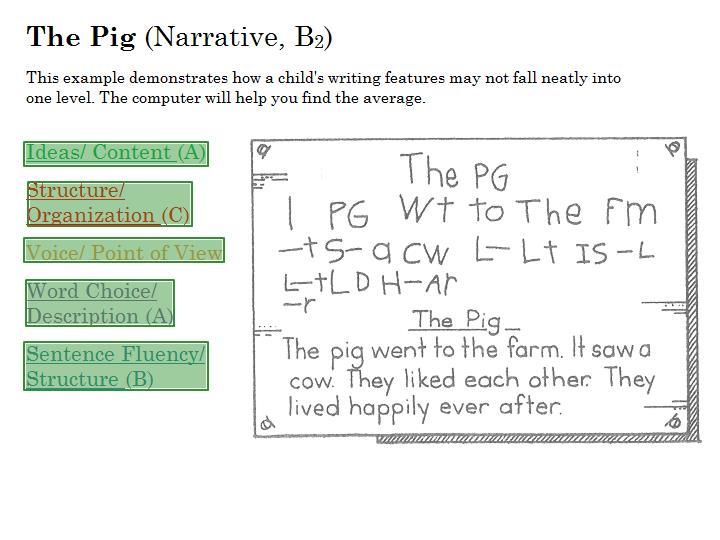 The Pig (Narrative, B2)
This example demonstrates how a child's writing features may not fall neatly into
one level. The computer will help you find the average.
Ideas/ Content (A)
Structure/
Organization (C)
Voice/ Point of View
Word Choice/
Description (A)
Sentence Fluency/
Structure (B)
The PG
1 PG Wt to The Fm
–t S– a cw L– Lt IS –L
L–tL D H–Ar
–r
The Pig
The pig went to the farm. It saw a
cow. They liked each other. They
lived happily ever after.